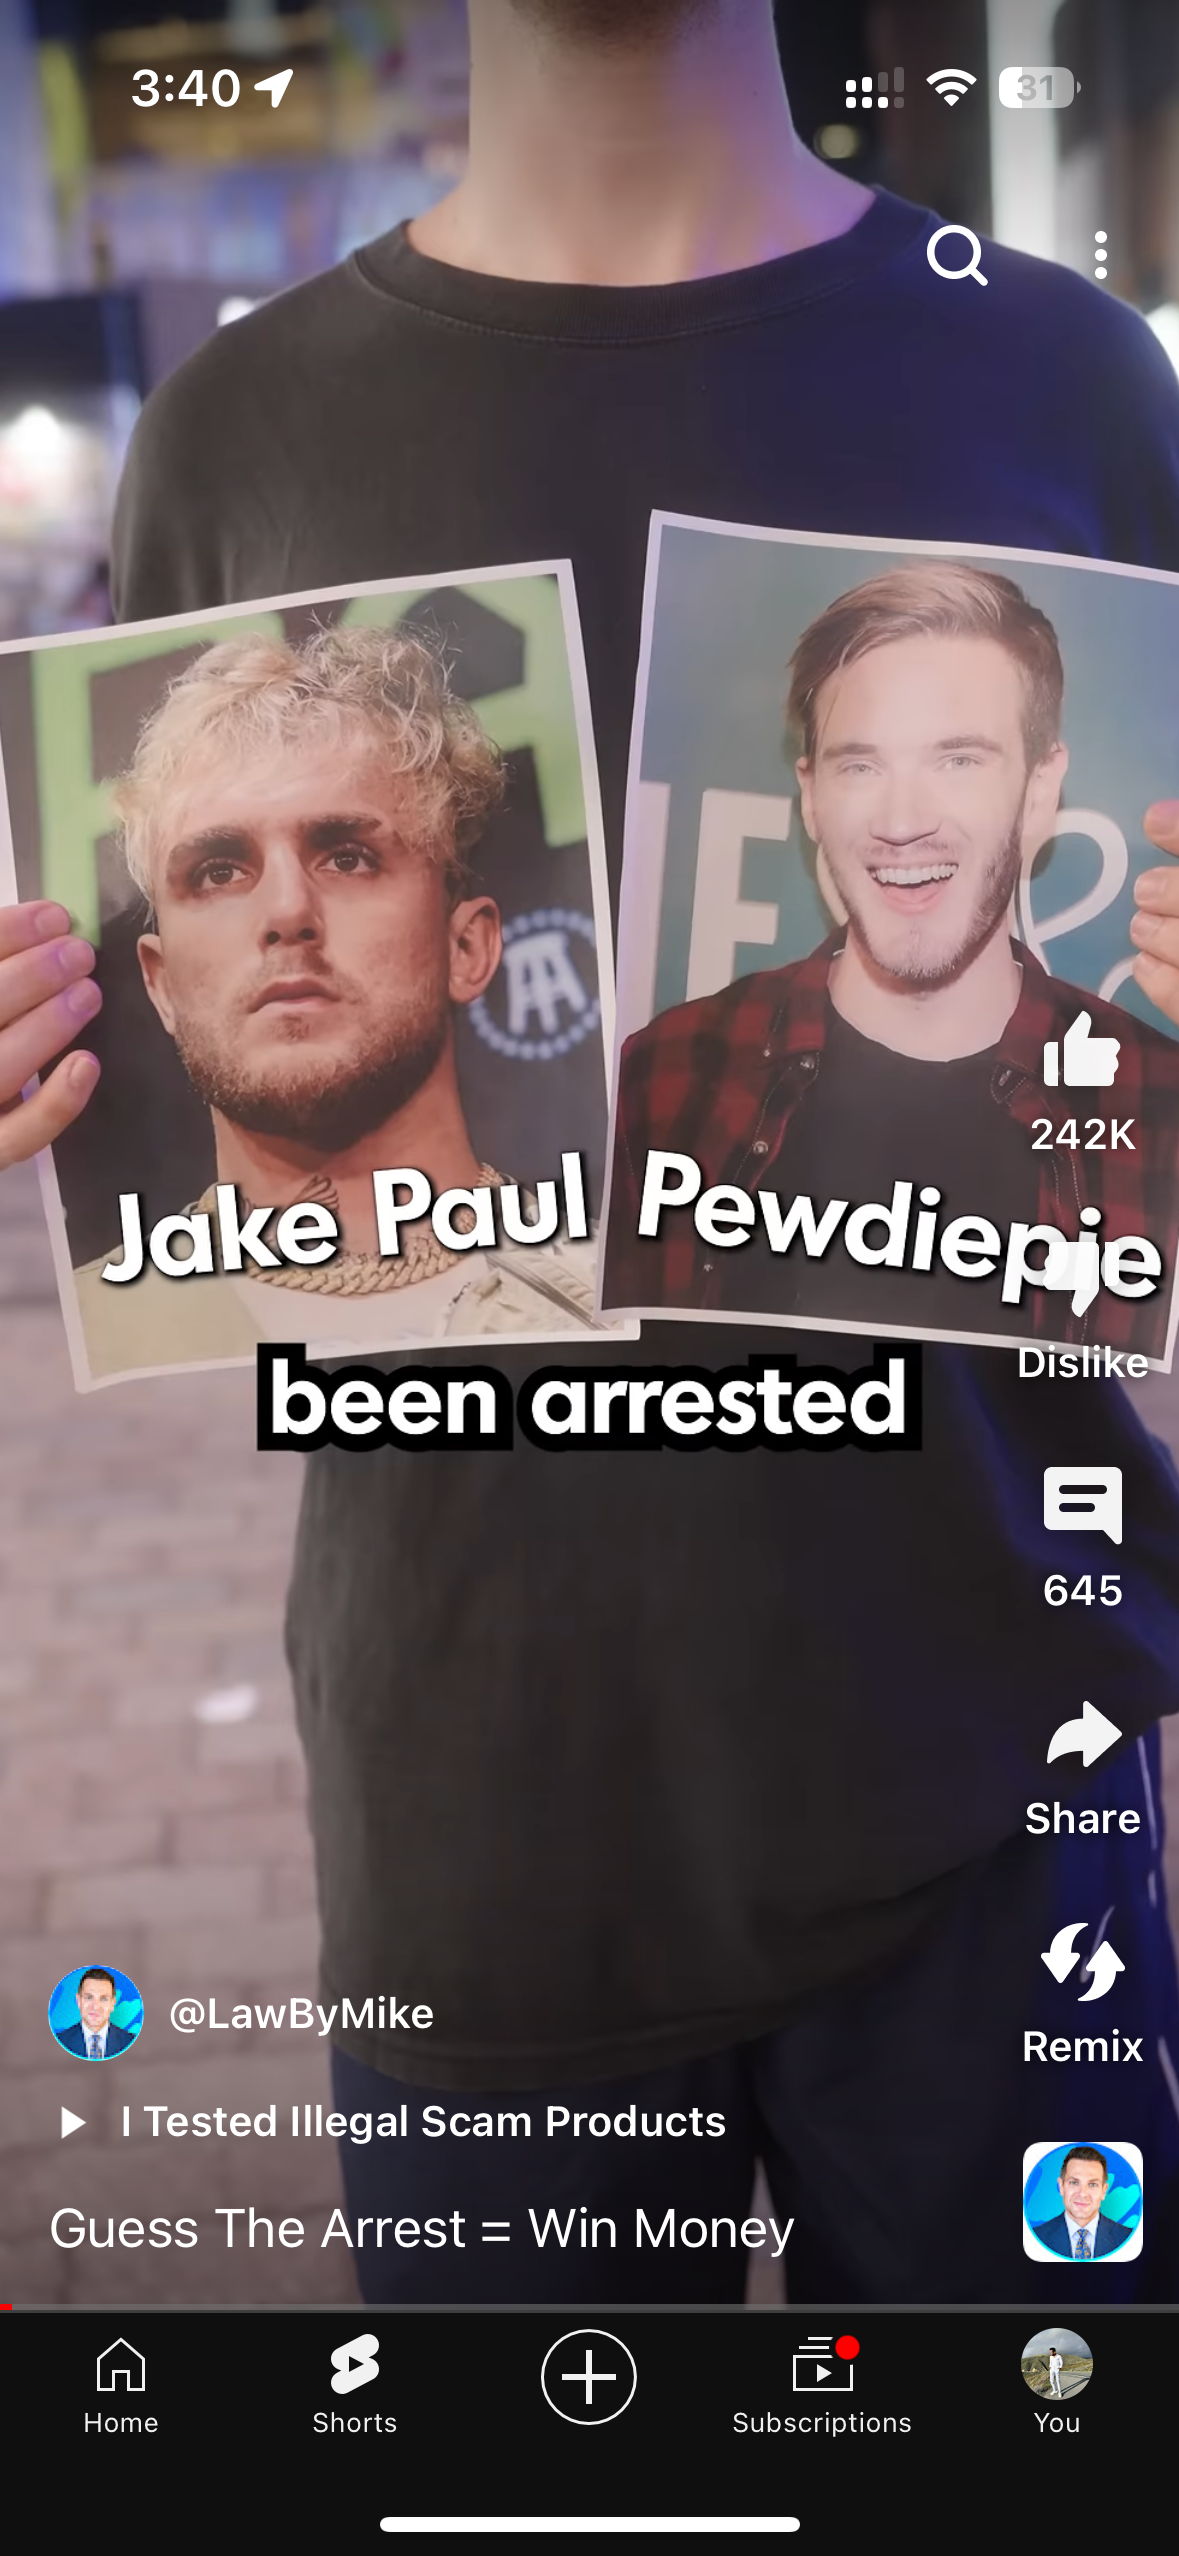 3:40
31
Jake Paul
Pewdiepie
been arrested
242K
Dislike
645
Share
Remix
@LawByMike
I Tested Illegal Scam Products
Guess The Arrest = Win Money
Home
Shorts
Subscriptions
You